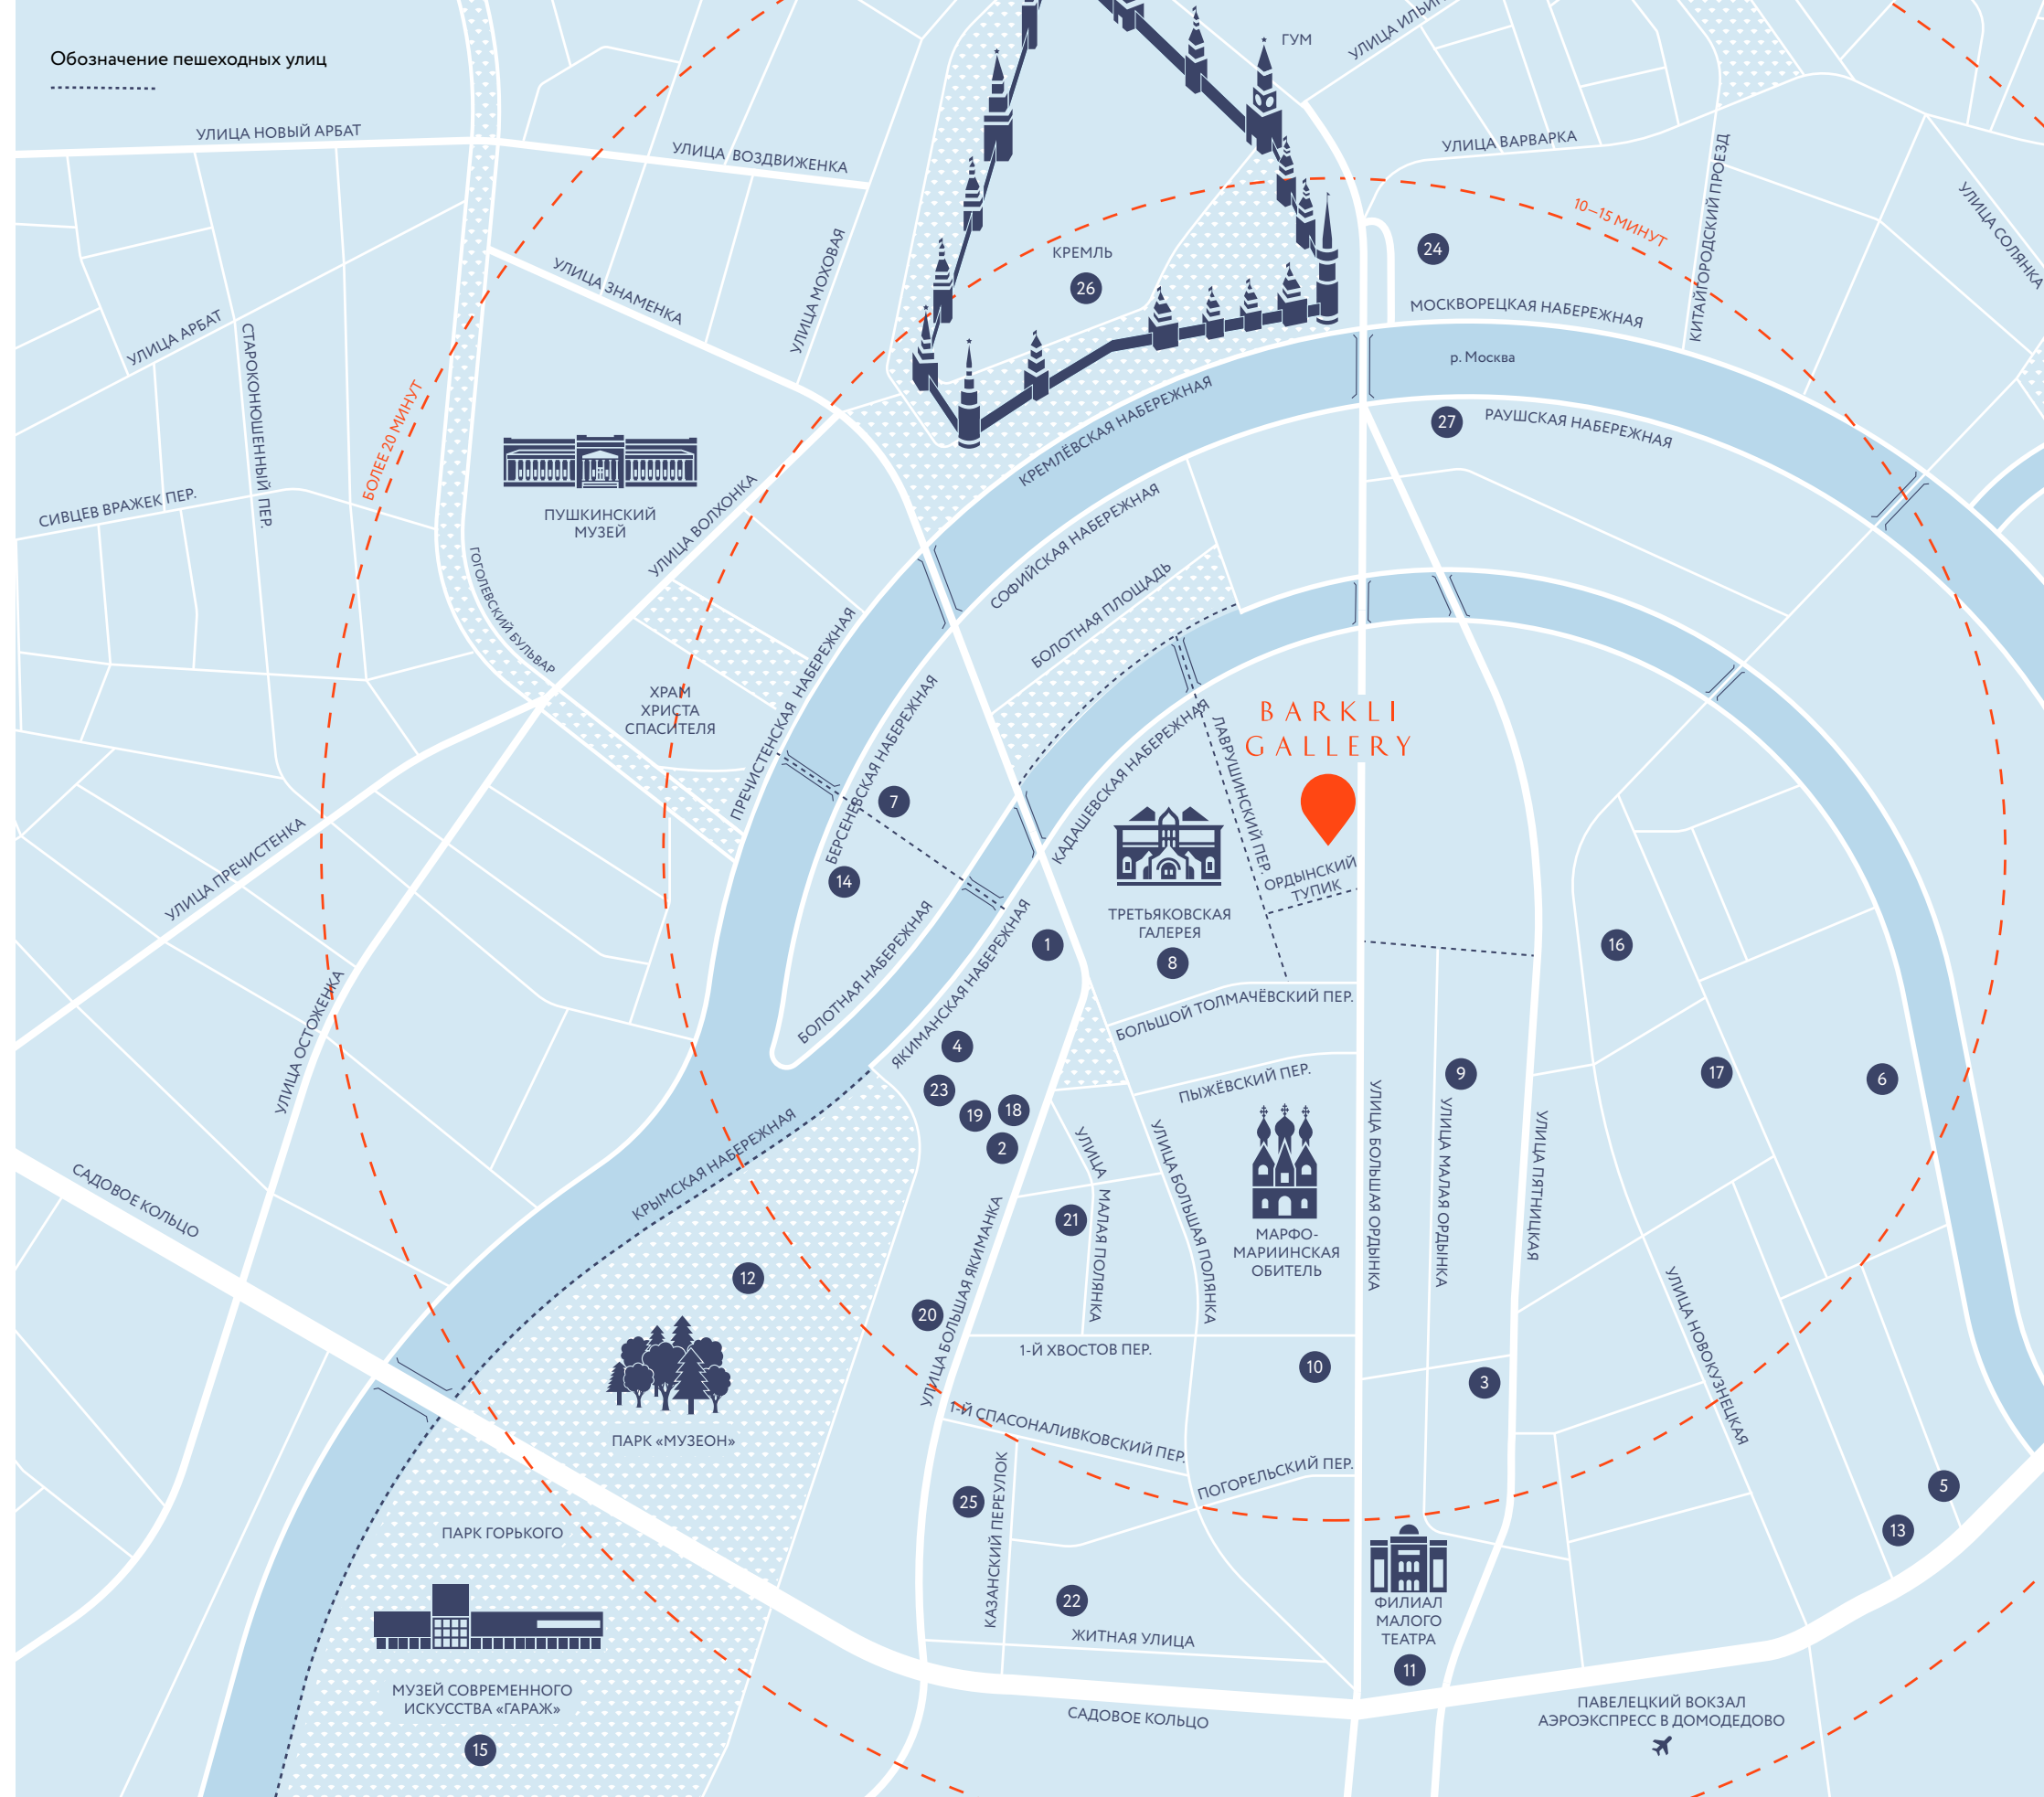 Обозначение пешеходных улиц
ГУМ
УЛИЦА ИЛЬИН
УЛИЦА НОВЫЙ АРБАТ
УЛИЦА ВОЗДВИЖЕНКА
УЛИЦА ВАРВАРКА
КИТАЙГОРОДСКИЙ ПРОЕЗД
УЛИЦА СОЛЯНКА
10–15 МИНУТ
24
КРЕМЛЬ
26
УЛИЦА ЗНАМЕНКА
УЛИЦА МОХОВАЯ
МОСКВОРЕЦКАЯ НАБЕРЕЖНАЯ
р. Москва
УЛИЦА АРБАТ
СТАРОКОНЮШЕННЫЙ ПЕР.
БОЛЕЕ 20 МИНУТ
27
РАУШСКАЯ НАБЕРЕЖНАЯ
КРЕМЛЁВСКАЯ НАБЕРЕЖНАЯ
СИВЦЕВ ВРАЖЕК ПЕР.
ПУШКИНСКИЙ
МУЗЕЙ
УЛИЦА ВОЛХОНКА
СОФИЙСКАЯ НАБЕРЕЖНАЯ
ГОГОЛЕВСКИЙ БУЛЬВАР
БОЛОТНАЯ ПЛОЩАДЬ
ХРАМ
ХРИСТА
СПАСИТЕЛЯ
ПРЕЧИСТЕНСКАЯ НАБЕРЕЖНАЯ
БЕРСЕНЕВСКАЯ НАБЕРЕЖНАЯ
КАДАШЕВСКАЯ НАБЕРЕЖНАЯ
ЛАВРУШИНСКИЙ ПЕР.
BARKLI
GALLERY
7
14
УЛИЦА ПРЕЧИСТЕНКА
ОРДЫНСКИЙ
ТУПИК
ТРЕТЬЯКОВСКАЯ
ГАЛЕРЕЯ
8
1
16
БОЛОТНАЯ НАБЕРЕЖНАЯ
ЯКИМАНСКАЯ НАБЕРЕЖНАЯ
УЛИЦА ОСТОЖЕНКА
БОЛЬШОЙ ТОЛМАЧЁВСКИЙ ПЕР.
4
23
19
18
2
ПЫЖЁВСКИЙ ПЕР.
9
17
6
КРЫМСКАЯ НАБЕРЕЖНАЯ
САДОВОЕ КОЛЬЦО
УЛИЦА МАЛАЯ ПОЛЯНКА
УЛИЦА БОЛЬШАЯ ПОЛЯНКА
УЛИЦА БОЛЬШАЯ ОРДЫНКА
УЛИЦА МАЛАЯ ОРДЫНКА
УЛИЦА ПЯТНИЦКАЯ
21
МАРФО-
МАРИИНСКАЯ
ОБИТЕЛЬ
12
20
УЛИЦА БОЛЬШАЯ ЯКИМАНКА
УЛИЦА НОВОКУЗНЕЦКАЯ
1-Й ХВОСТОВ ПЕР.
10
3
1-Й СПАСОНАЛИВКОВСКИЙ ПЕР.
ПАРК «МУЗЕОН»
ПОГОРЕЛЬСКИЙ ПЕР.
25
КАЗАНСКИЙ ПЕРЕУЛОК
5
13
ПАРК ГОРЬКОГО
22
ЖИТНАЯ УЛИЦА
ФИЛИАЛ
МАЛОГО
ТЕАТРА
11
МУЗЕЙ СОВРЕМЕННОГО
ИСКУССТВА «ГАРАЖ»
15
САДОВОЕ КОЛЬЦО
ПАВЕЛЕЦКИЙ ВОКЗАЛ
АЭРОЭКСПРЕСС В ДОМОДЕДОВО